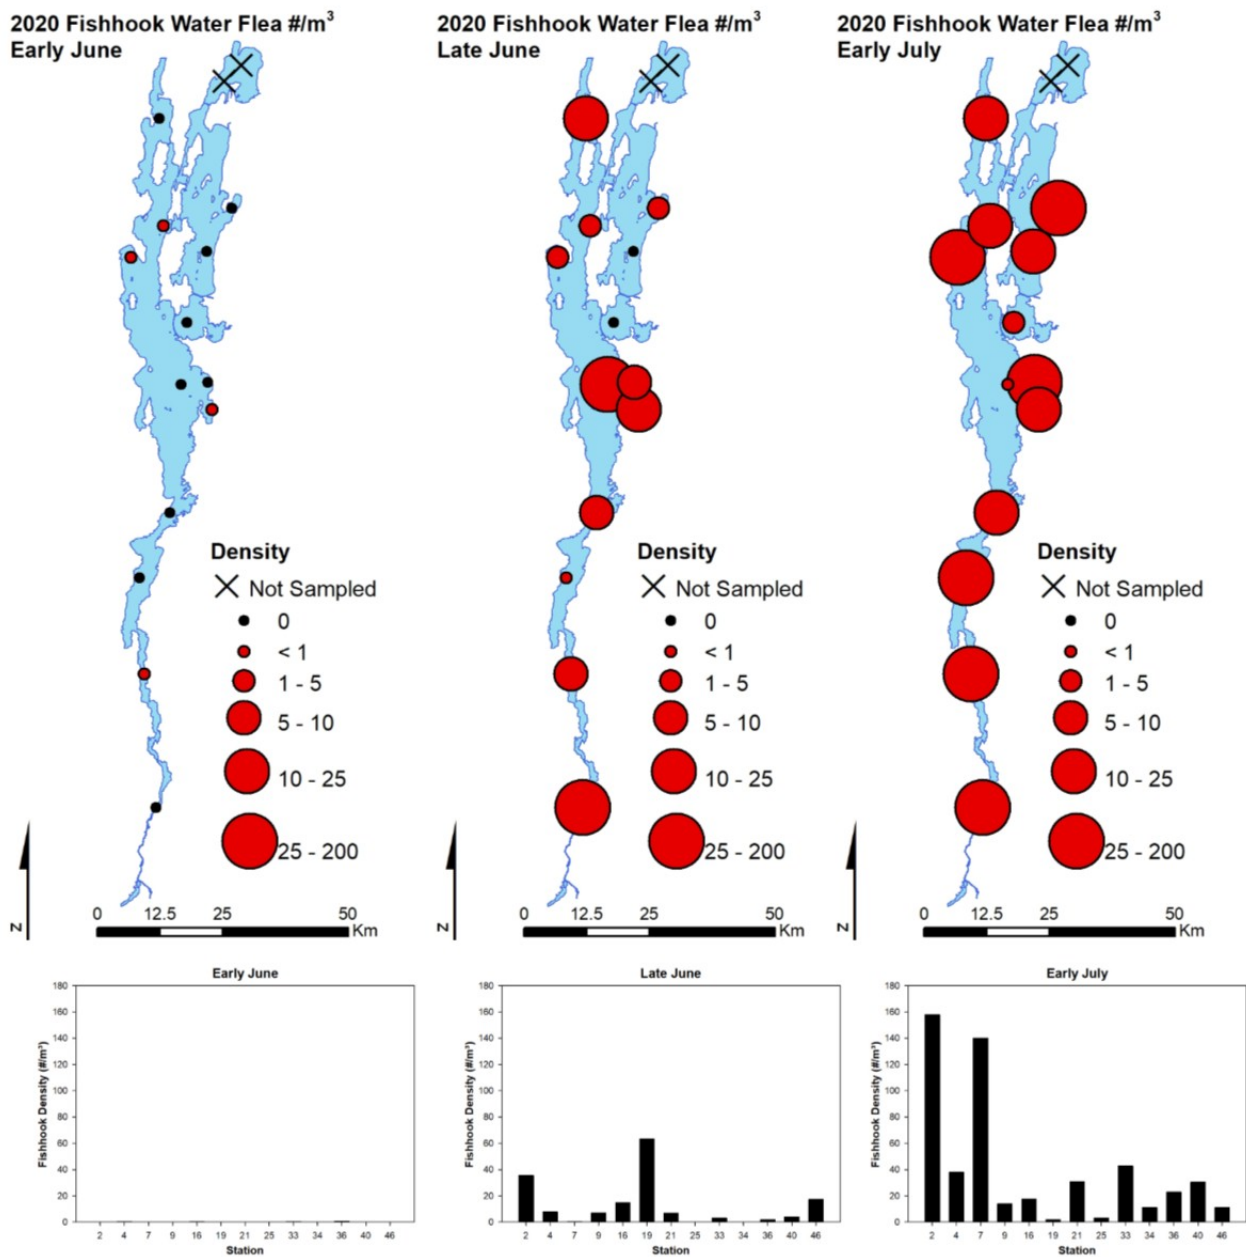 2020 Fishhook Water Flea #/m³
Early June
Density
Not Sampled
0
< 1
1 - 5
5 - 10
10 - 25
25 - 200
N
0 12.5 25 50
Km
2020 Fishhook Water Flea #/m³
Late June
Density
Not Sampled
0
< 1
1 - 5
5 - 10
10 - 25
25 - 200
N
0 12.5 25 50
Km
2020 Fishhook Water Flea #/m³
Early July
Density
Not Sampled
0
< 1
1 - 5
5 - 10
10 - 25
25 - 200
N
0 12.5 25 50
Km
Early June
Fishhook Density (#/m³)
180
160
140
120
100
80
60
40
20
0
2 4 7 9 16 19 21 25 33 34 36 40 46
Station
Late June
Fishhook Density (#/m³)
180
160
140
120
100
80
60
40
20
0
2 4 7 9 16 19 21 25 33 34 36 40 46
Station
Early July
Fishhook Density (#/m³)
180
160
140
120
100
80
60
40
20
0
2 4 7 9 16 19 21 25 33 34 36 40 46
Station